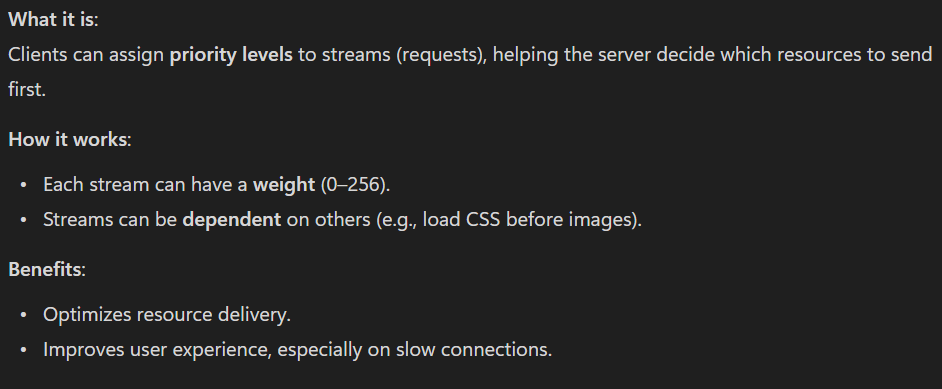 What it is:
Clients can assign priority levels to streams (requests), helping the server decide which resources to send
first.
How it works:
• Each stream can have a weight (0–256).
• Streams can be dependent on others (e.g., load CSS before images).
Benefits:
• Optimizes resource delivery.
• Improves user experience, especially on slow connections.